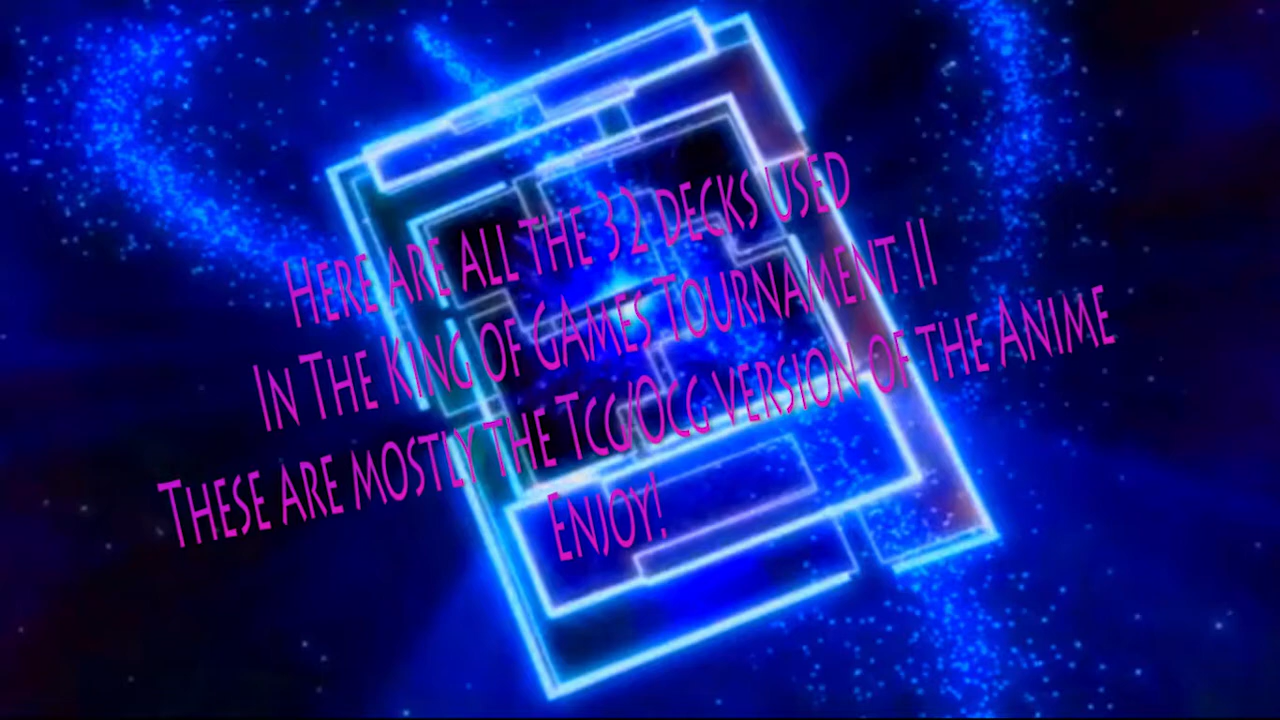 Here are all the 32 decks used
In The King of GAmes Tournament II
These are mostly the Tcg/Ocg version of the Anime
Enjoy!